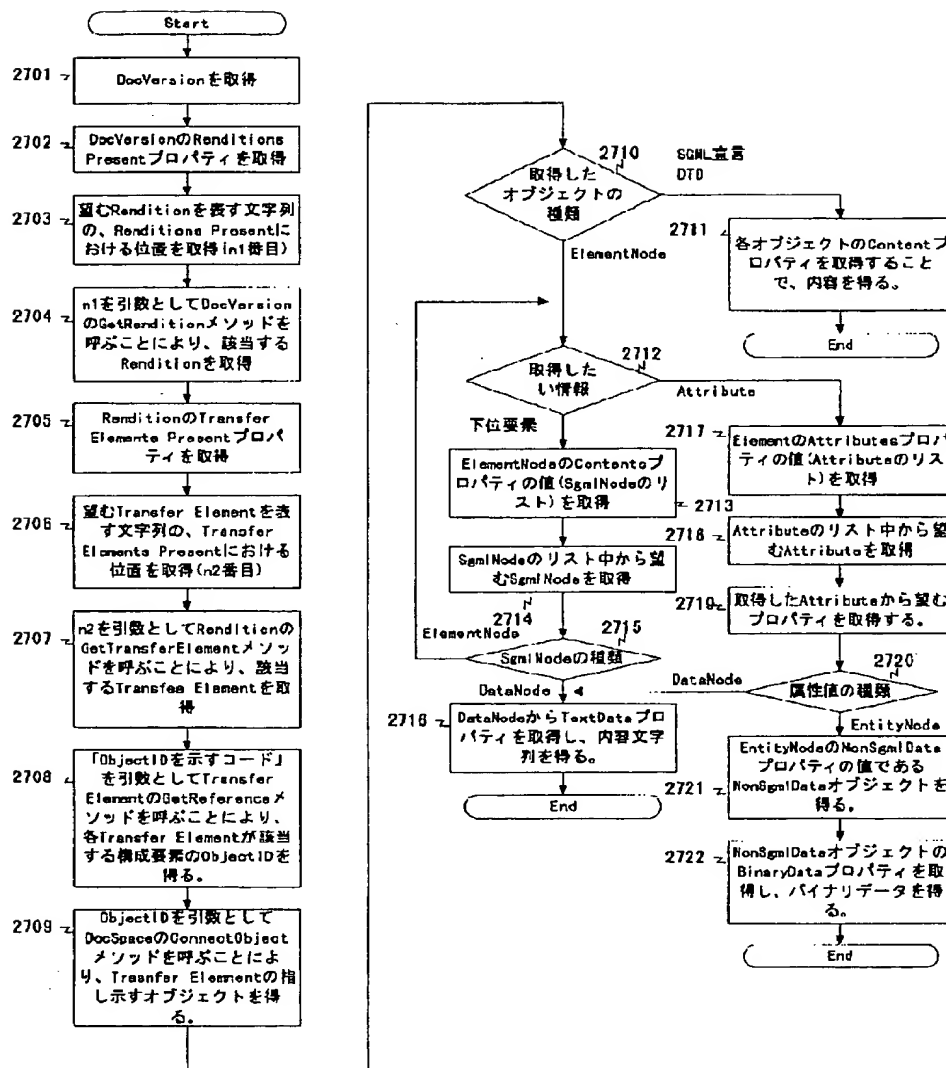 Start
2701
DocVersionを取得
2702
DocVersionのRenditions
Presentプロパティを取得
2703
望むRenditionを表す文字列
の、Renditions Presentに
おける位置を取得(n1番目)
2704
n1を引数としてDocVersion
のGetRenditionメソッドを
呼ぶことにより、該当する
Renditionを取得
2705
RenditionのTransfer
Elements Presentプロパ
ティを取得
2706
望むTransfer Elementを表
す文字列の、Transfer
Elements Presentにおける
位置を取得(n2番目)
2707
n2を引数としてRenditionの
GetTransferElementメソッ
ドを呼ぶことにより、該当
するTransfee Elementを取
得
2708
「ObjectIDを示すコード」
を引数としてTransfer
ElementのGetReferenceメ
ソッドを呼ぶことにより、
各Transfer Elementが該当
する構成要素のObjectIDを
得る。
2709
ObjectIDを引数として
DocSpaceのConnectObject
メソッドを呼ぶことによ
り、Treanfer Elemnentの指
し示すオブジェクトを得
る。
2710
取得した
オブジェクトの
種類
SGML宣言
DTD
ElementNode
2711
各オブジェクトのContentプ
ロパティを取得すること
で、内容を得る。
End
2712
取得した
い情報
Attribute
下位要素
ElementNodeのContentsプ
ロパティの値(SgmlNodeのリ
スト)を取得
2713
SgmlNodeのリスト中から望
むSgmlNodeを取得
2714
ElementNode
2715
SgmlNodeの種類
DataNode
2716
DataNodeからTextDataプロ
パティを取得し、内容文字
列を得る。
End
2717
ElementのAttributesプロパ
ティの値(Attributeのリス
ト)を取得
2718
Attributeのリスト中から望
むAttributeを取得
2719
取得したAttributeから望む
プロパティを取得する。
2720
属性値の種類
DataNode
EntityNode
2721
EntityNodeのNonSgmlData
プロパティの値である
NonSgmlDataオブジェクトを
得る。
2722
NonSgmlDataオブジェクトの
BinaryDataプロパティを取
得し、バイナリデータを得
る。
End